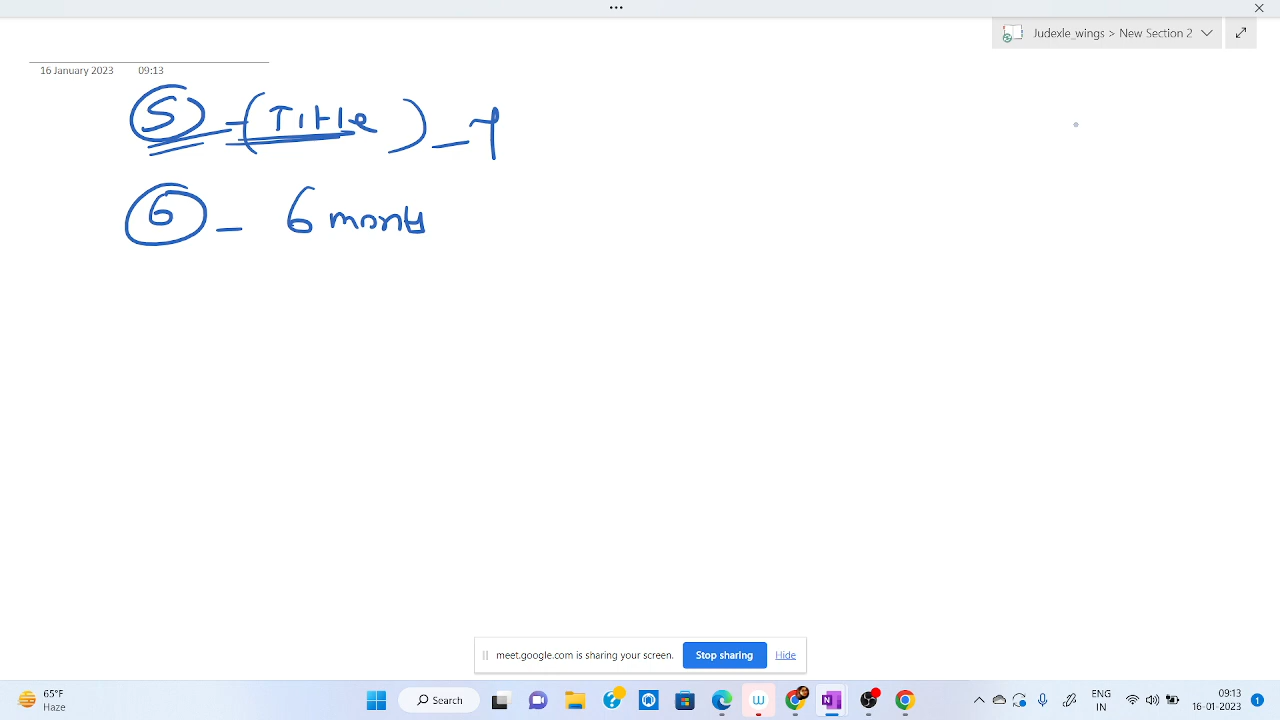 Judexle_wings > New Section 2
16 January 2023 09:13
5 - (Title) -
6 - 6 monts
meet.google.com is sharing your screen. Stop sharing Hide
65°F
Haze
Search
ENG
IN
09:13
16-01-2023
1